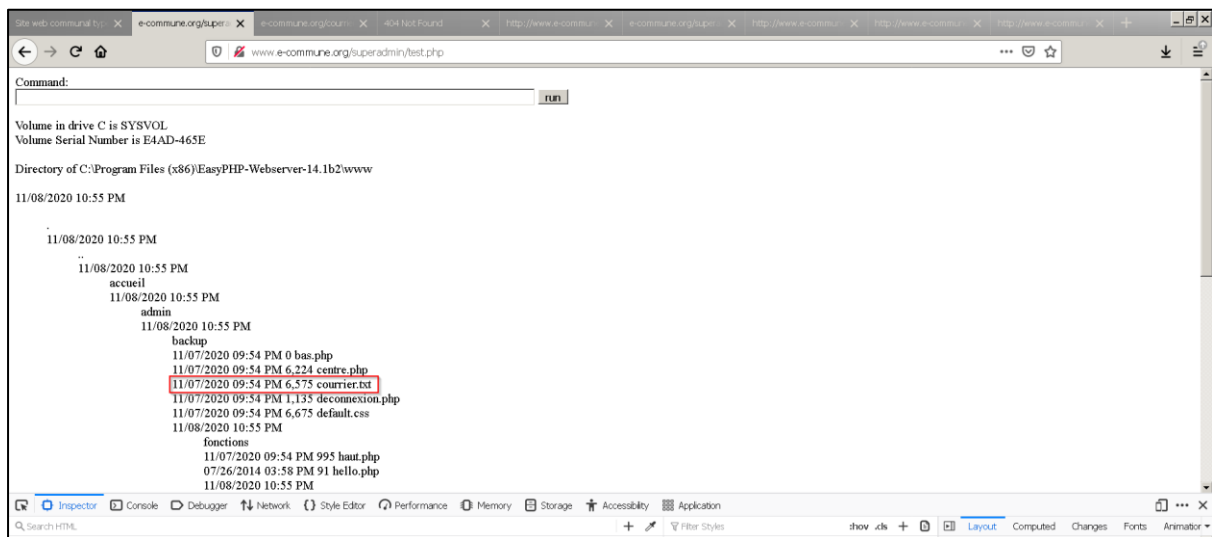 Site web communal typ
e-commune.org/supera
e-commune.org/courri
404 Not Found
http://www.e-commun
e-commune.org/supe
http://www.e-commun
http://www.e-commun
http://www.e-commun
www.e-commune.org/superadmin/test.php
Command:
run
Volume in drive C is SYSVOL
Volume Serial Number is E4AD-465E
Directory of C:\Program Files (x86)\EasyPHP-Webserver-14.1b2\www
11/08/2020 10:55 PM
.
11/08/2020 10:55 PM
..
11/08/2020 10:55 PM
accueil
11/08/2020 10:55 PM
admin
11/08/2020 10:55 PM
backup
11/07/2020 09:54 PM 0 bas.php
11/07/2020 09:54 PM 6,224 centre.php
11/07/2020 09:54 PM 6,575 courrier.txt
11/07/2020 09:54 PM 1,135 deconnexion.php
11/07/2020 09:54 PM 6,675 default.css
11/08/2020 10:55 PM
fonctions
11/07/2020 09:54 PM 995 haut.php
07/26/2014 03:58 PM 91 hello.php
11/08/2020 10:55 PM
Inspector Console Debugger Network Style Editor Performance Memory Storage Accessibility Application
Search HTML Filter Styles :hov .cls Layout Computed Changes Fonts Animation